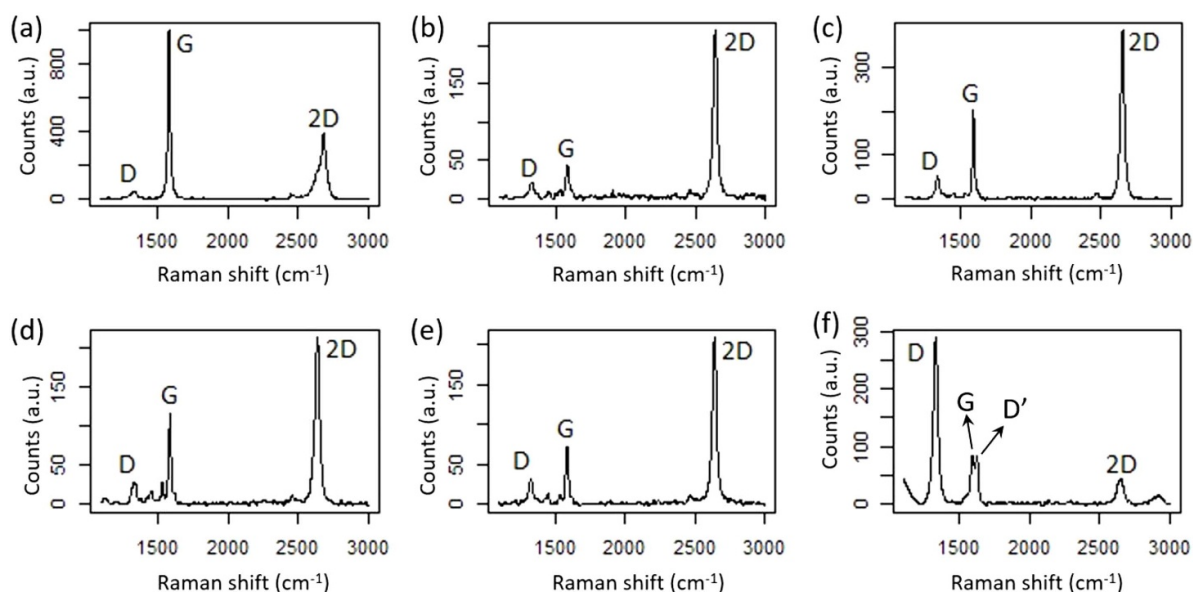 (a)
G
2D
D
800
400
0
Counts (a.u.)
1500 2000 2500 3000
Raman shift (cm-1)
(b)
2D
G
D
150
50
0
Counts (a.u.)
1500 2000 2500 3000
Raman shift (cm-1)
(c)
2D
G
D
300
100
0
Counts (a.u.)
1500 2000 2500 3000
Raman shift (cm-1)
(d)
2D
G
D
150
50
0
Counts (a.u.)
1500 2000 2500 3000
Raman shift (cm-1)
(e)
2D
G
D
150
50
0
Counts (a.u.)
1500 2000 2500 3000
Raman shift (cm-1)
(f)
D
G
D’
2D
300
200
100
0
Counts (a.u.)
1500 2000 2500 3000
Raman shift (cm-1)